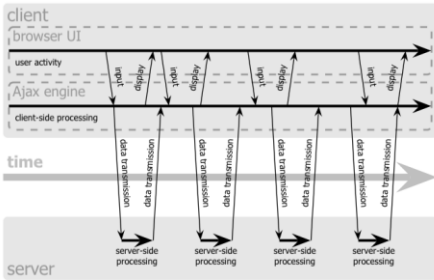 client
browser UI
user activity
input
display
input
display
input
display
input
display
Ajax engine
client-side processing
data transmission
data transmission
data transmission
data transmission
data transmission
data transmission
data transmission
data transmission
time
server-side
processing
server-side
processing
server-side
processing
server-side
processing
server